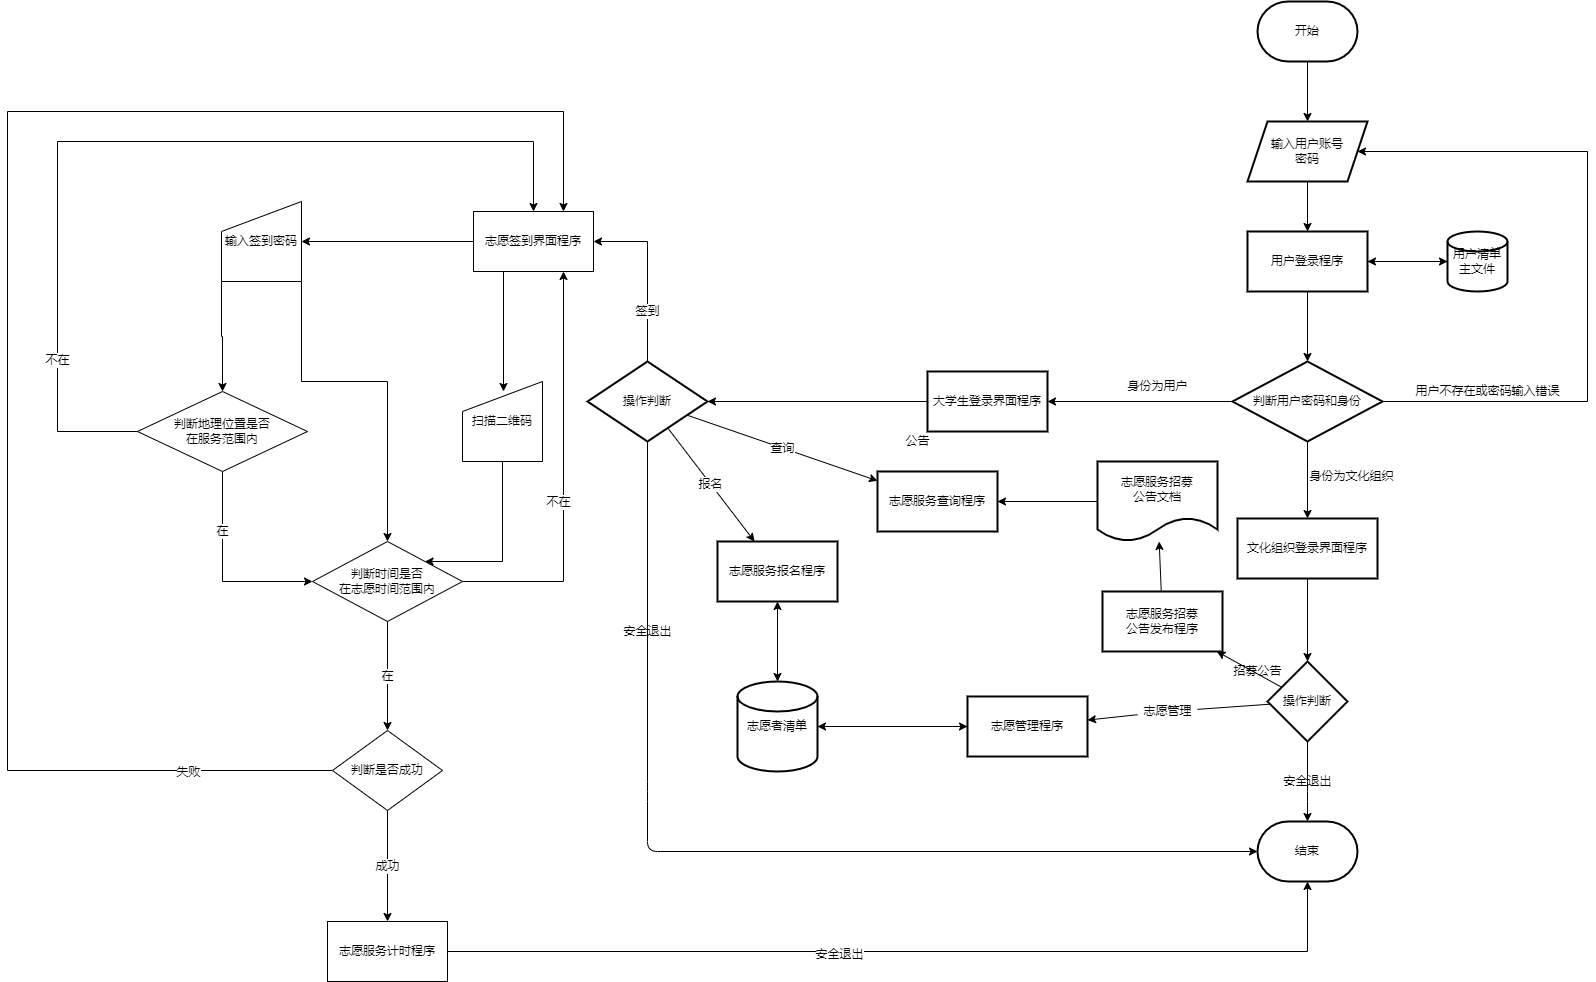 开始
输入用户账号
密码
用户登录程序
用户清单
主文件
输入签到密码
志愿签到界面程序
签到
不在
判断地理位置是否
在服务范围内
扫描二维码
操作判断
大学生登录界面程序
身份为用户
判断用户密码和身份
用户不存在或密码输入错误
公告
查询
报名
志愿服务查询程序
志愿服务招募
公告文档
身份为文化组织
文化组织登录界面程序
在
不在
判断时间是否
在志愿时间范围内
志愿服务报名程序
志愿服务招募
公告发布程序
安全退出
招募公告
操作判断
在
志愿者清单
志愿管理程序
志愿管理
判断是否成功
失败
安全退出
成功
结束
志愿服务计时程序
安全退出